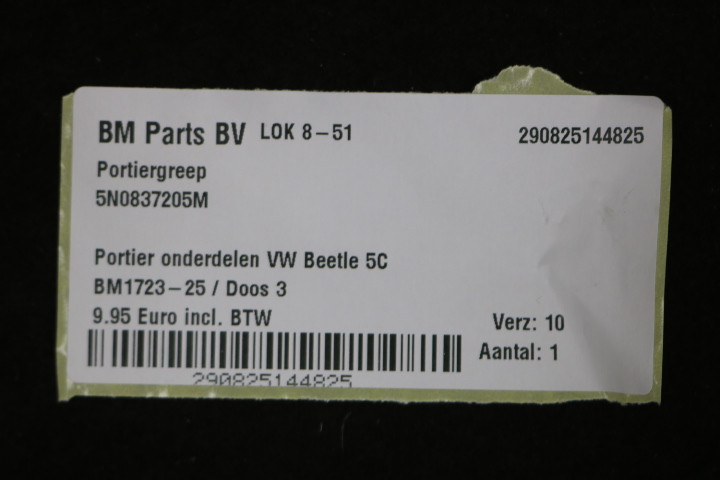 BM Parts BV LOK 8-51 290825144825
Portiergreep
5N0837205M
Portier onderdelen VW Beetle 5C
BM1723-25 / Doos 3
9.95 Euro incl. BTW Verz: 10
Aantal: 1
290825144825